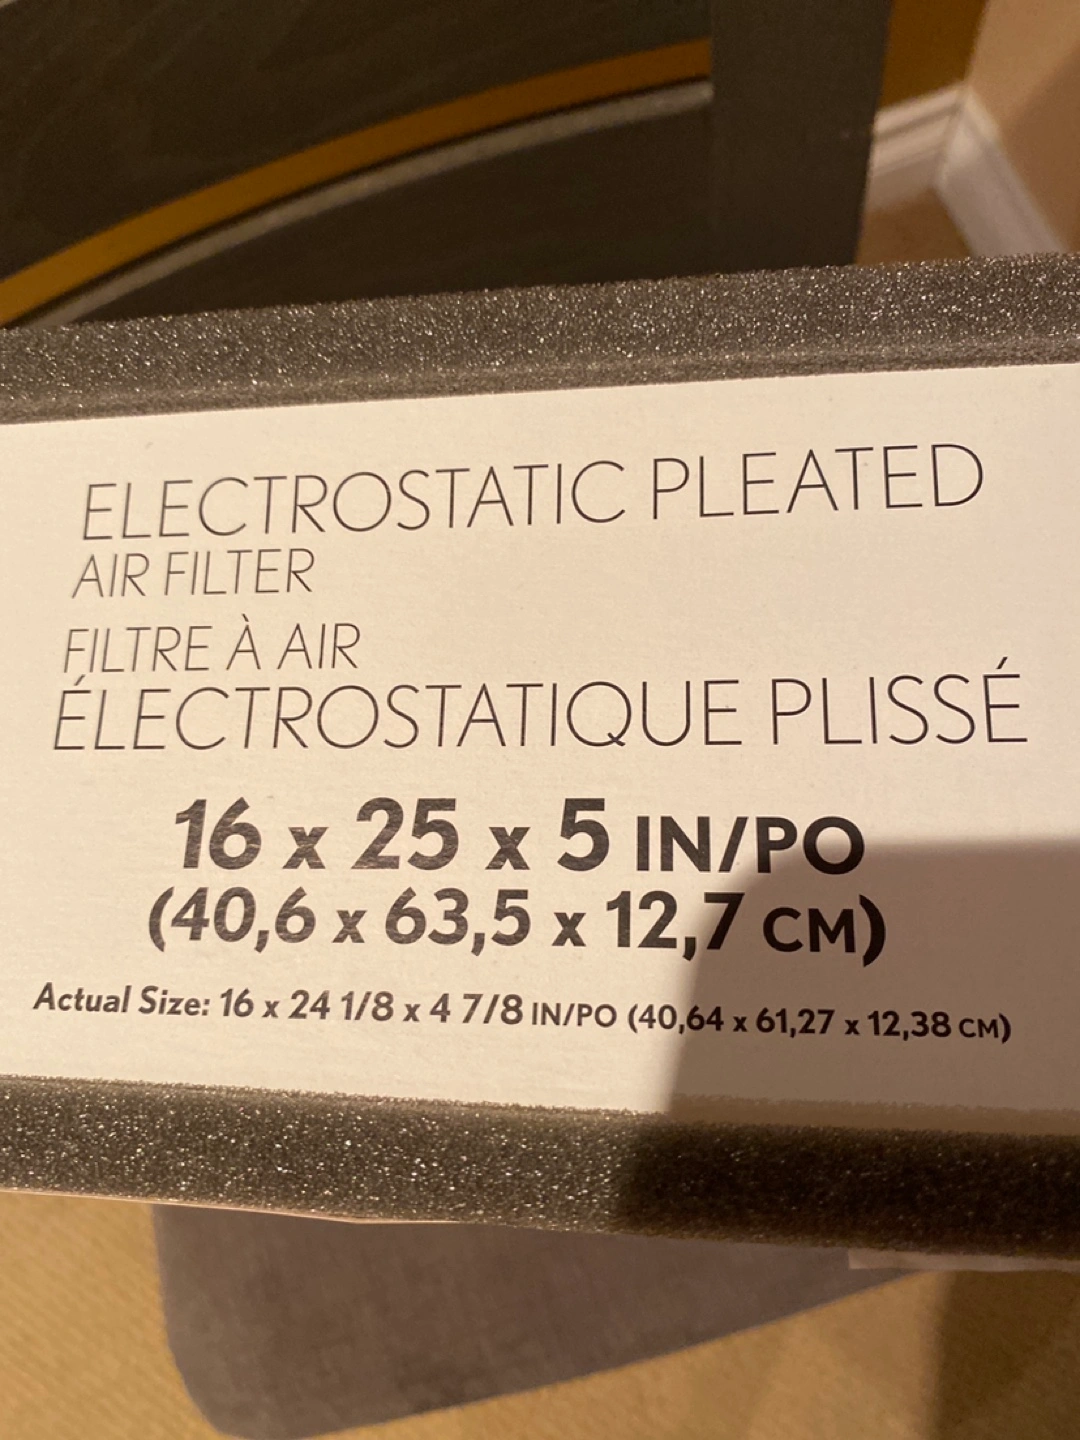 ELECTROSTATIC PLEATED
AIR FILTER
FILTRE À AIR
ÉLECTROSTATIQUE PLISSÉ
16 x 25 x 5 IN/PO
(40,6 x 63,5 x 12,7 CM)
Actual Size: 16 x 24 1/8 x 4 7/8 IN/PO (40,64 x 61,27 x 12,38 CM)